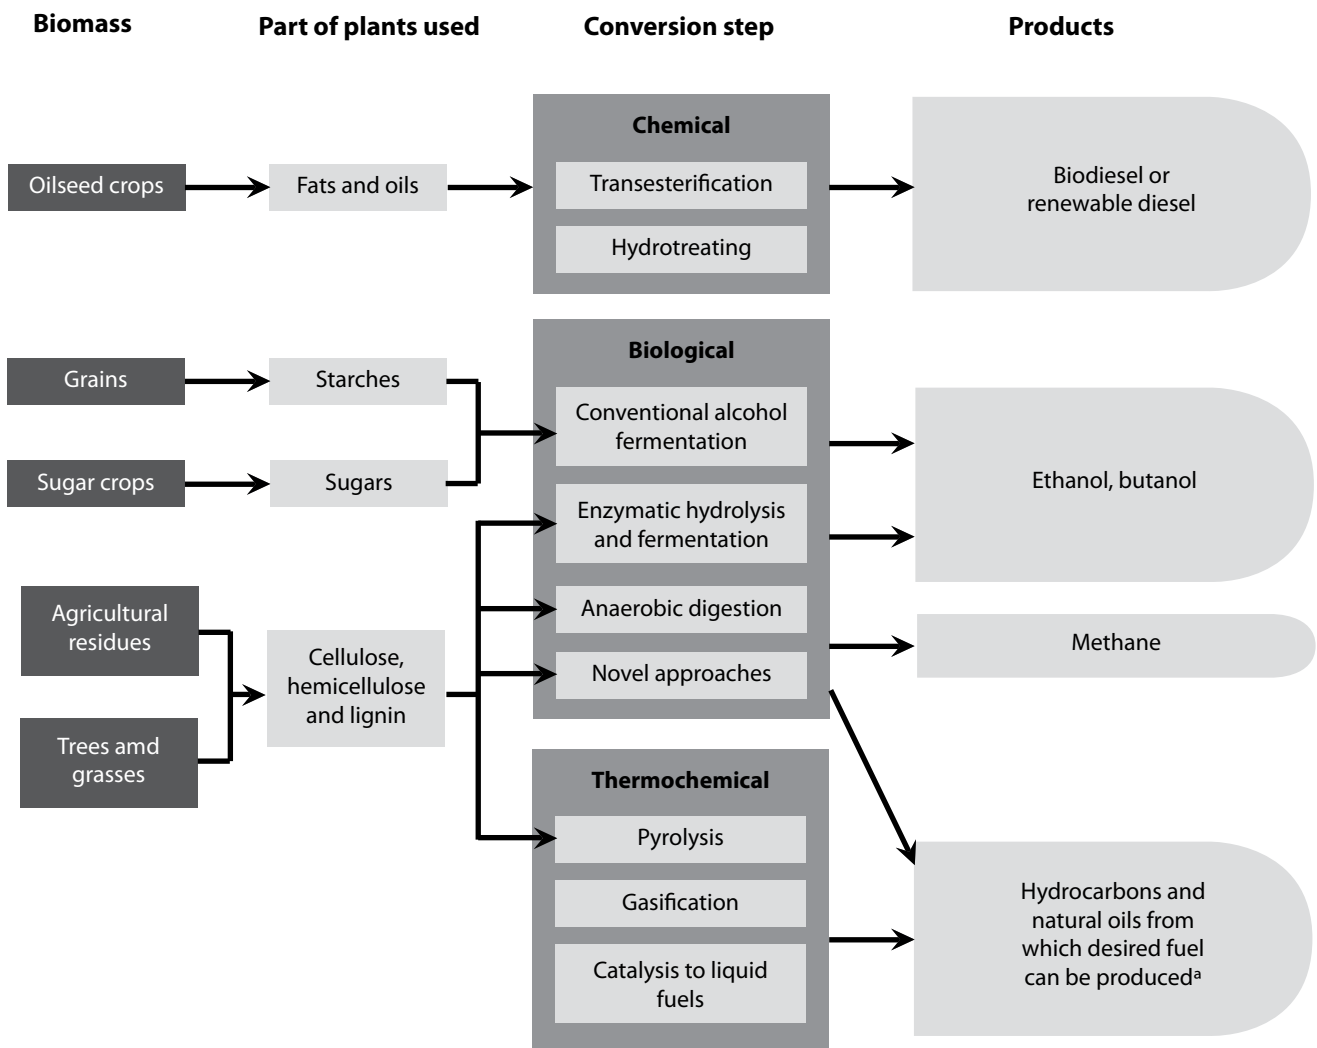 Biomass
Part of plants used
Conversion step
Products
Oilseed crops
Fats and oils
Chemical
Transesterification
Hydrotreating
Biodiesel or
renewable diesel
Grains
Starches
Sugar crops
Sugars
Biological
Conventional alcohol
fermentation
Enzymatic hydrolysis
and fermentation
Anaerobic digestion
Novel approaches
Ethanol, butanol
Methane
Agricultural
residues
Trees amd
grasses
Cellulose,
hemicellulose
and lignin
Thermochemical
Pyrolysis
Gasification
Catalysis to liquid
fuels
Hydrocarbons and
natural oils from
which desired fuel
can be producedᵃ